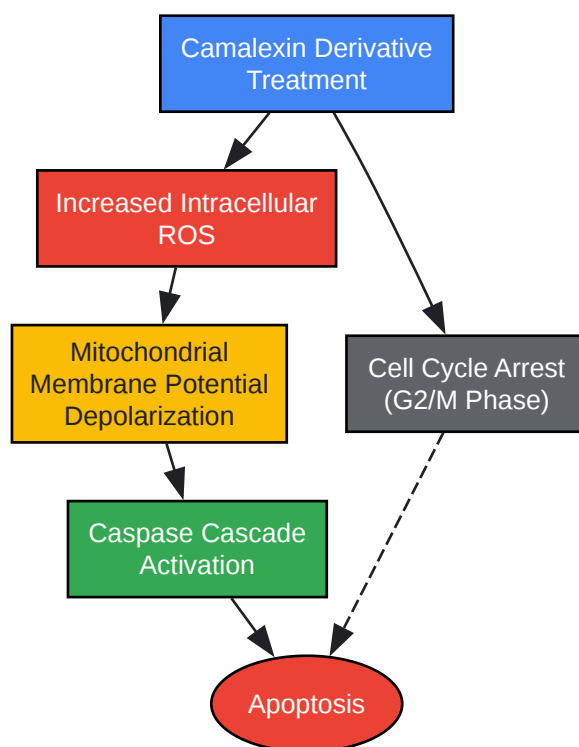 Camalexin Derivative
Treatment
Increased Intracellular
ROS
Mitochondrial
Membrane Potential
Depolarization
Cell Cycle Arrest
(G2/M Phase)
Caspase Cascade
Activation
Apoptosis